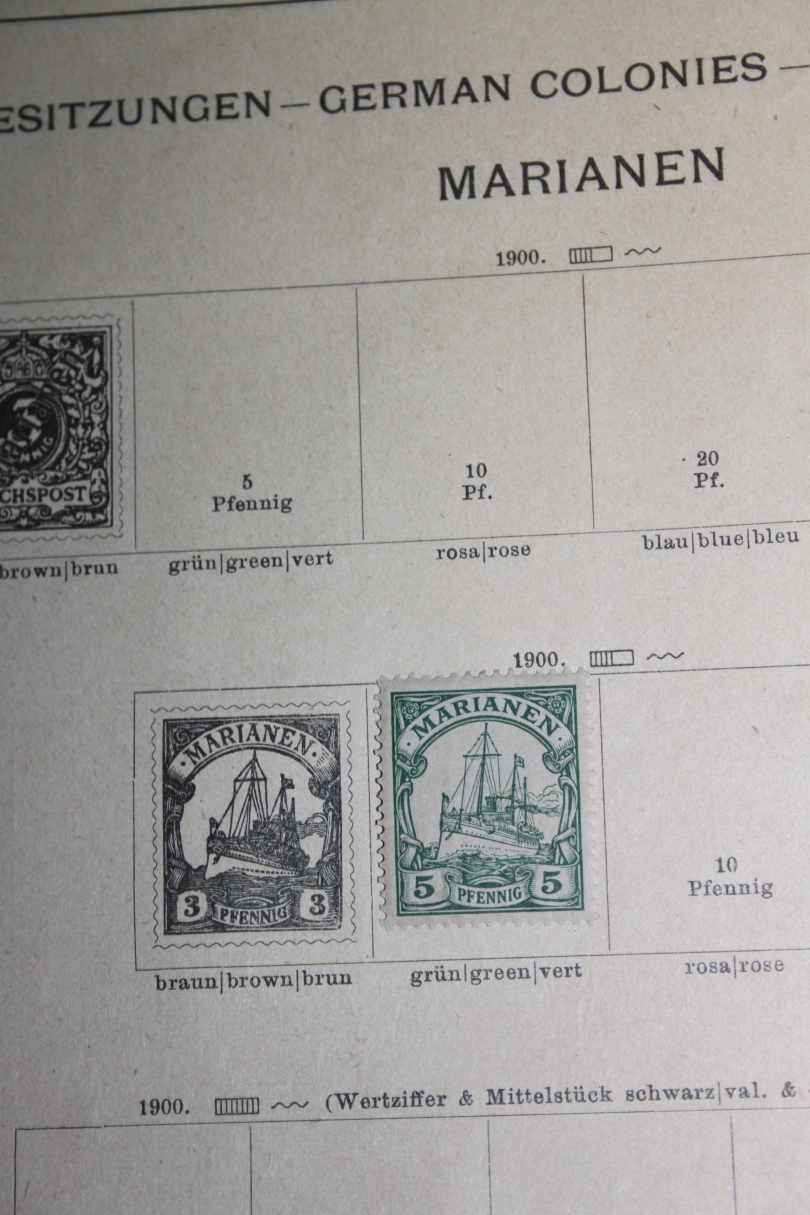 ESITZUNGEN — GERMAN COLONIES —
MARIANEN
1900.
CHSPOST
5
Pfennig
10
Pf.
20
Pf.
brown|brun
grün|green|vert
rosa|rose
blau|blue|bleu
1900.
·MARIANEN·
3 PFENNIG 3
·MARIANEN·
5 PFENNIG 5
10
Pfennig
braun|brown|brun
grün|green|vert
rosa|rose
1900. (Wertziffer & Mittelstück schwarz|val. &